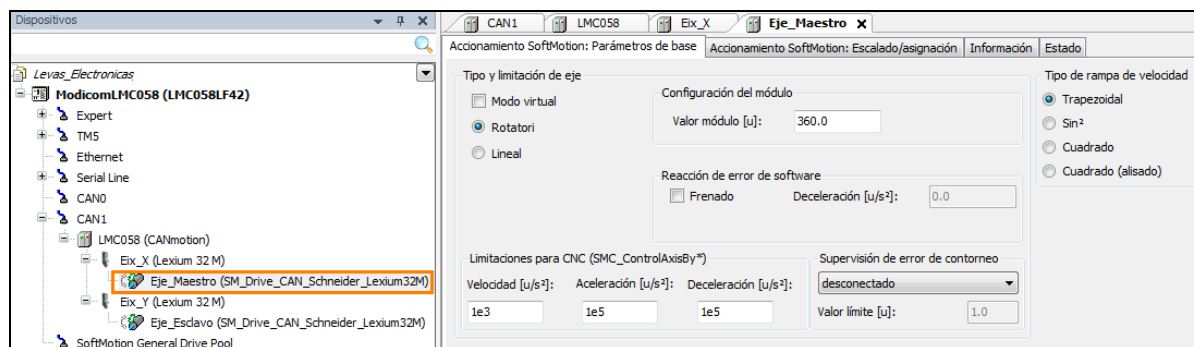 Dispositivos
Levas_Electronicas
ModicomLMC058 (LMC058LF42)
Expert
TM5
Ethernet
Serial Line
CAN0
CAN1
LMC058 (CANmotion)
Eix_X (Lexium 32 M)
Eje_Maestro (SM_Drive_CAN_Schneider_Lexium32M)
Eix_Y (Lexium 32 M)
Eje_Esclavo (SM_Drive_CAN_Schneider_Lexium32M)
SoftMotion General Drive Pool
CAN1 LMC058 Eix_X Eje_Maestro
Accionamiento SoftMotion: Parámetros de base Accionamiento SoftMotion: Escalado/asignación Información Estado
Tipo y limitación de eje
Modo virtual
Rotatori
Lineal
Configuración del módulo
Valor módulo [u]: 360.0
Reacción de error de software
Frenado Deceleración [u/s²]: 0.0
Limitaciones para CNC (SMC_ControlAxisBy*)
Velocidad [u/s²]: Aceleración [u/s²]: Deceleración [u/s²]:
1e3 1e5 1e5
Supervisión de error de contorneo
desconectado
Valor límite [u]: 1.0
Tipo de rampa de velocidad
Trapezoidal
Sin²
Cuadrado
Cuadrado (alisado)